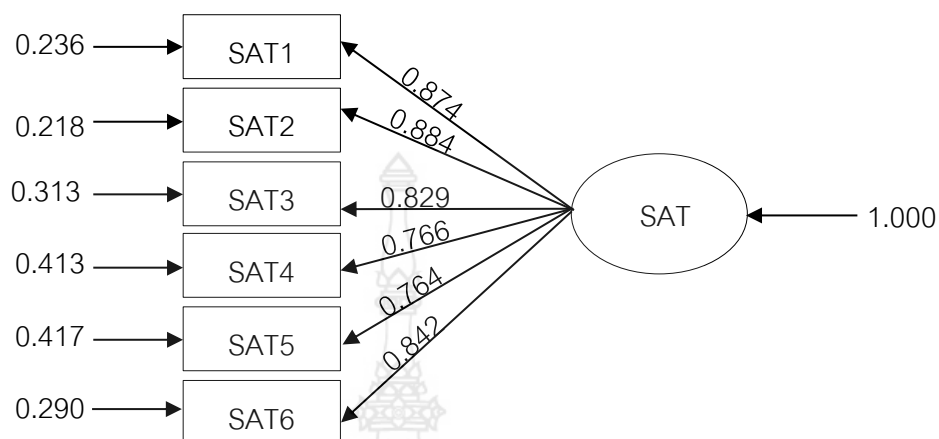 0.236 SAT1 0.874
0.218 SAT2 0.884
0.313 SAT3 0.829
SAT 1.000
0.413 SAT4 0.766
0.417 SAT5 0.764
0.290 SAT6 0.842